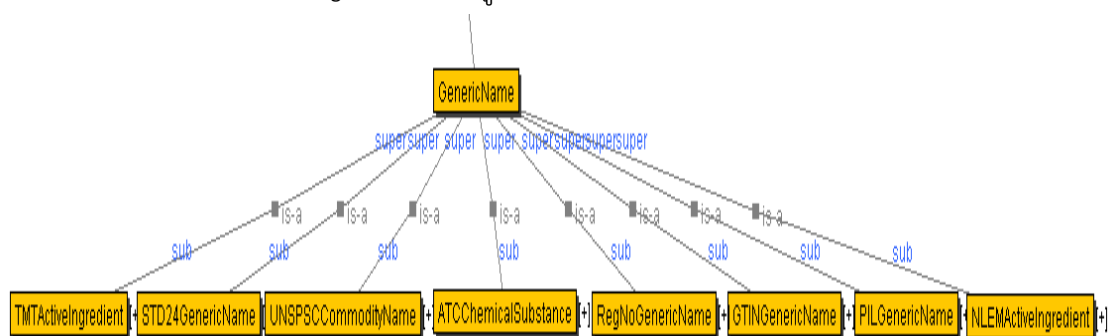 GenericName
super super super super super super super super
is-a is-a is-a is-a is-a is-a is-a is-a
sub sub sub sub sub sub sub sub
TMTActiveIngredient [+ STD24GenericName [ UNSPSCCommodityName [+ ATCChemicalSubstance [+] RegNoGenericName [+ GTINGenericName [+ PILGenericName NLEMActiveIngredient [+]